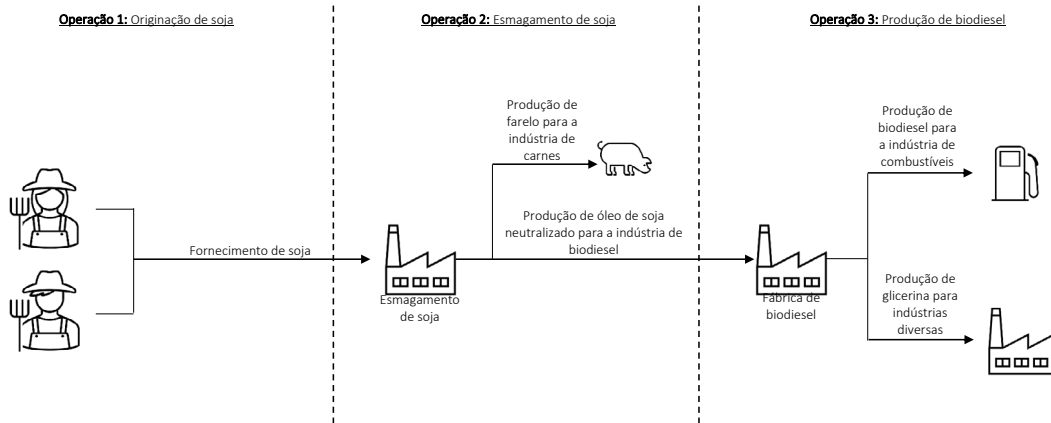 Operação 1: Originação de soja
Operação 2: Esmagamento de soja
Operação 3: Produção de biodiesel
Fornecimento de soja
Esmagamento
de soja
Produção de
farelo para a
indústria de
carnes
Produção de óleo de soja
neutralizado para a indústria de
biodiesel
Fábrica de
biodiesel
Produção de
biodiesel para
a indústria de
combustíveis
Produção de
glicerina para
indústrias
diversas